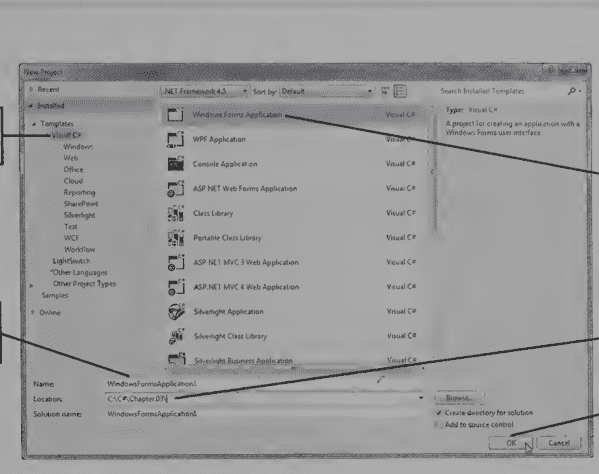 New Project
Recent
.NET Framework 4.5
Sort by: Default
Search Installed Templates
Installed
Templates
Visual C#
Windows
Web
Office
Cloud
Reporting
SharePoint
Silverlight
Test
WCF
Workflow
LightSwitch
Other Languages
Other Project Types
Samples
Online
Windows Forms Application Visual C#
WPF Application Visual C#
Console Application Visual C#
ASP.NET Web Forms Application Visual C#
Class Library Visual C#
Portable Class Library Visual C#
ASP.NET MVC 3 Web Application Visual C#
ASP.NET MVC 4 Web Application Visual C#
Silverlight Application Visual C#
Silverlight Class Library Visual C#
Silverlight Business Application Visual C#
Type: Visual C#
A project for creating an application with a
Windows Forms user interface
Name: WindowsFormsApplication1
Location: C:\C#\Chapter.03\
Browse...
Solution name: WindowsFormsApplication1
Create directory for solution
Add to source control
OK
Cancel